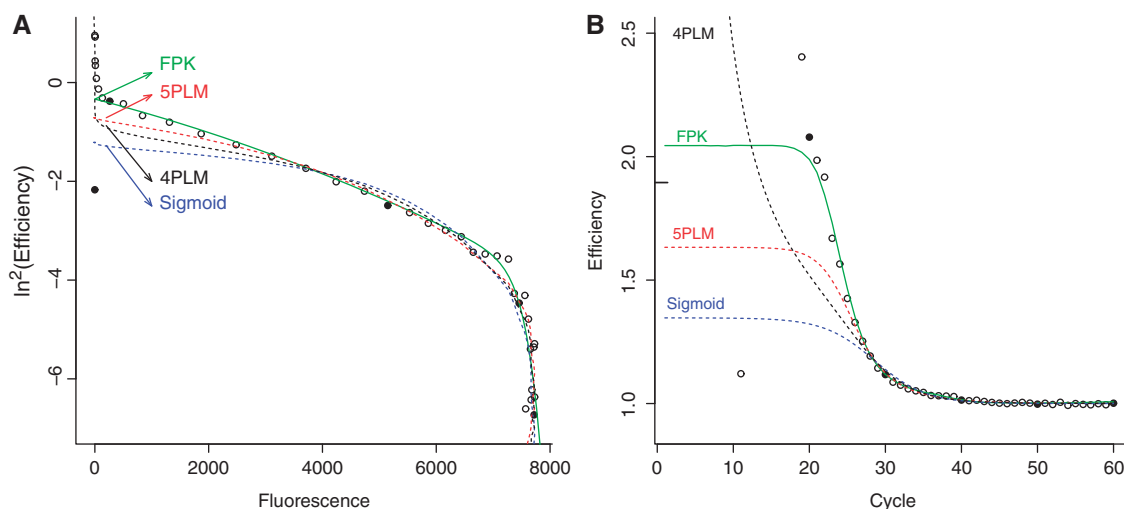 A
ln²(Efficiency)
0
−2
−4
−6
FPK
5PLM
4PLM
Sigmoid
0 2000 4000 6000 8000
Fluorescence
B
Efficiency
2.5
2.0
1.5
1.0
4PLM
FPK
5PLM
Sigmoid
0 10 20 30 40 50 60
Cycle